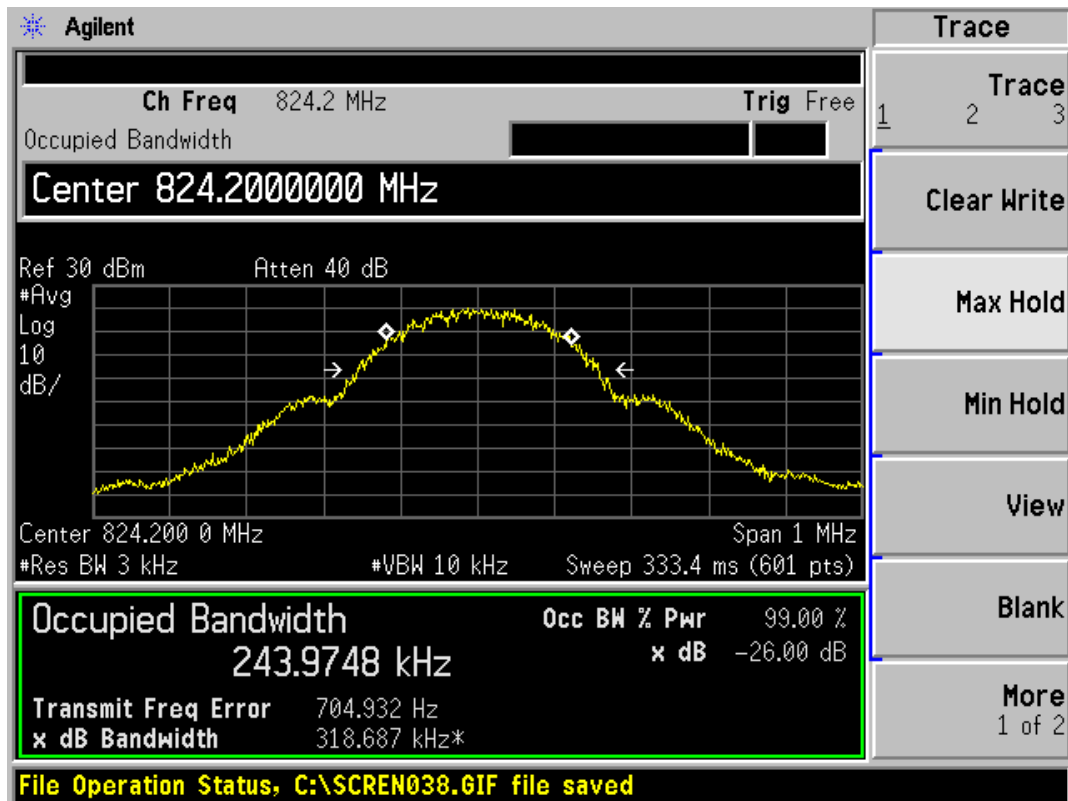 Agilent
Ch Freq 824.2 MHz Trig Free
Occupied Bandwidth
Center 824.2000000 MHz
Ref 30 dBm Atten 40 dB
#Avg
Log
10
dB/
Center 824.200 0 MHz Span 1 MHz
#Res BW 3 kHz #VBW 10 kHz Sweep 333.4 ms (601 pts)
Occupied Bandwidth Occ BW % Pwr 99.00 %
243.9748 kHz x dB -26.00 dB
Transmit Freq Error 704.932 Hz
x dB Bandwidth 318.687 kHz*
File Operation Status, C:\SCREN038.GIF file saved
Trace
Trace
1 2 3
Clear Write
Max Hold
Min Hold
View
Blank
More
1 of 2